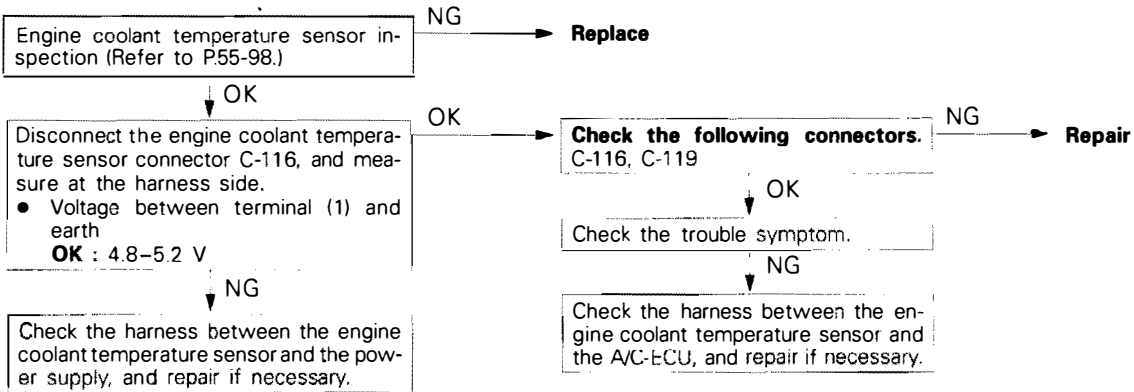 Engine coolant temperature sensor in-
spection (Refer to P.55-98.)
NG
Replace
OK
Disconnect the engine coolant tempera-
ture sensor connector C-116, and mea-
sure at the harness side.
● Voltage between terminal (1) and
earth
OK : 4.8–5.2 V
OK
Check the following connectors.
C-116, C-119
NG
Repair
OK
Check the trouble symptom.
NG
Check the harness between the en-
gine coolant temperature sensor and
the A/C-ECU, and repair if necessary.
NG
Check the harness between the engine
coolant temperature sensor and the pow-
er supply, and repair if necessary.